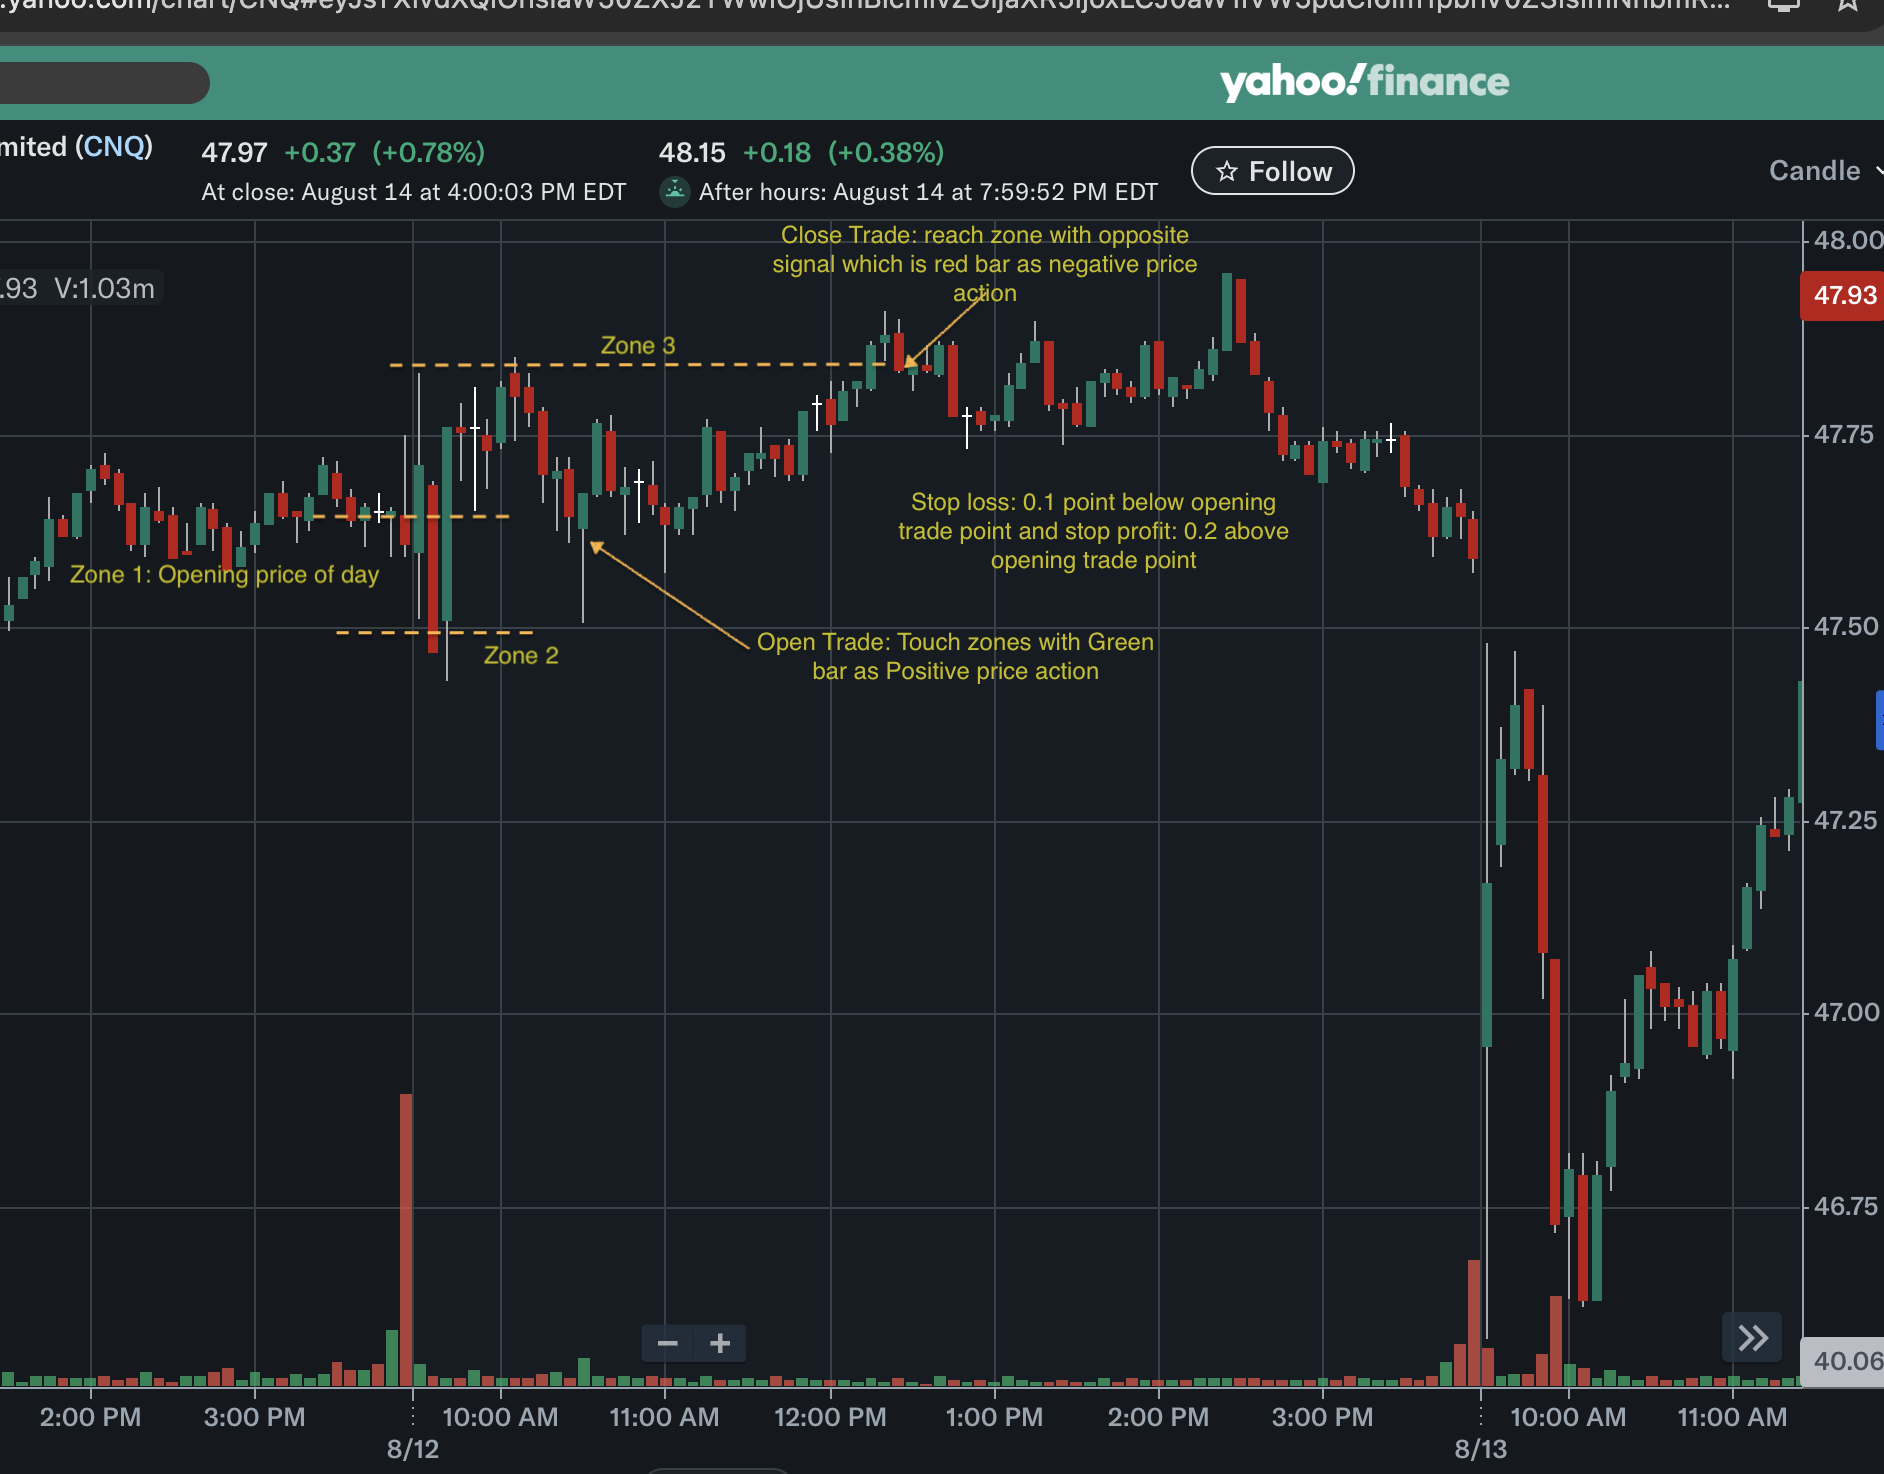 yahoo!finance
mited (CNQ)
47.97 +0.37 (+0.78%)
At close: August 14 at 4:00:03 PM EDT
48.15 +0.18 (+0.38%)
After hours: August 14 at 7:59:52 PM EDT
Follow
Candle
.93 V:1.03m
Close Trade: reach zone with opposite
signal which is red bar as negative price
action
Zone 3
Zone 1: Opening price of day
Zone 2
Stop loss: 0.1 point below opening
trade point and stop profit: 0.2 above
opening trade point
Open Trade: Touch zones with Green
bar as Positive price action
48.00
47.93
47.75
47.50
47.25
47.00
46.75
40.06
2:00 PM 3:00 PM 10:00 AM 11:00 AM 12:00 PM 1:00 PM 2:00 PM 3:00 PM 10:00 AM 11:00 AM
8/12 8/13